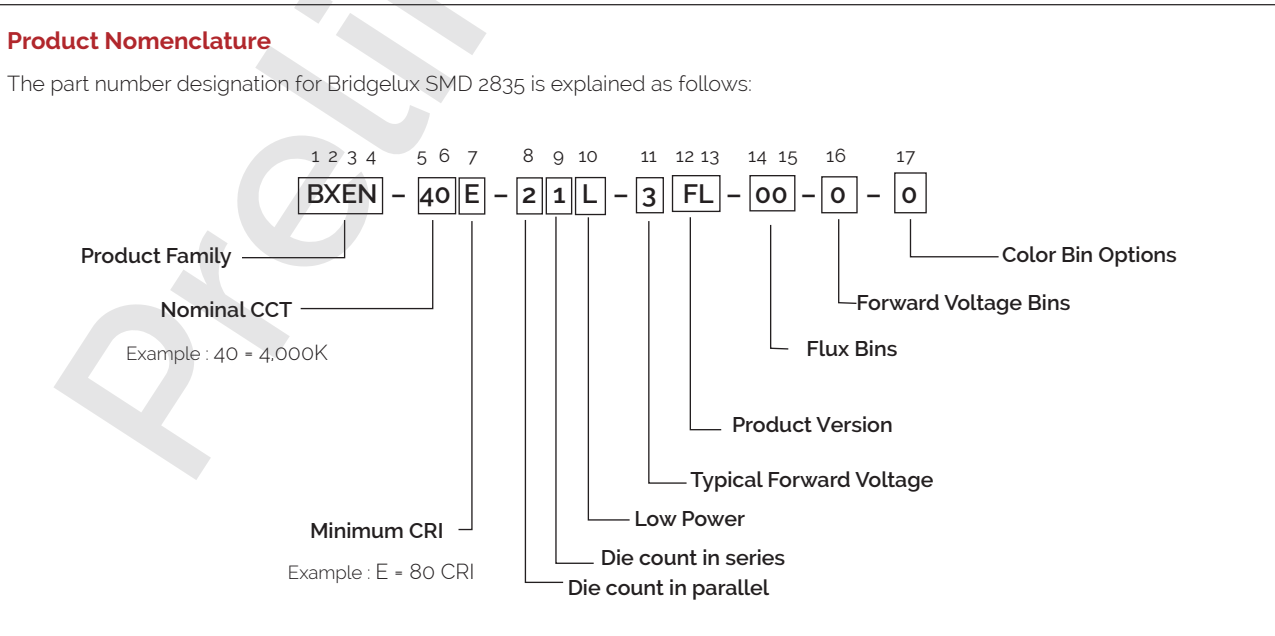 Product Nomenclature
The part number designation for Bridgelux SMD 2835 is explained as follows:
1 2 3 4 5 6 7 8 9 10 11 12 13 14 15 16 17
BXEN – 40 E – 2 1 L – 3 FL – 00 – 0 – 0
Product Family
Color Bin Options
Nominal CCT
Forward Voltage Bins
Example : 40 = 4,000K
Flux Bins
Product Version
Typical Forward Voltage
Low Power
Minimum CRI
Die count in series
Example : E = 80 CRI
Die count in parallel